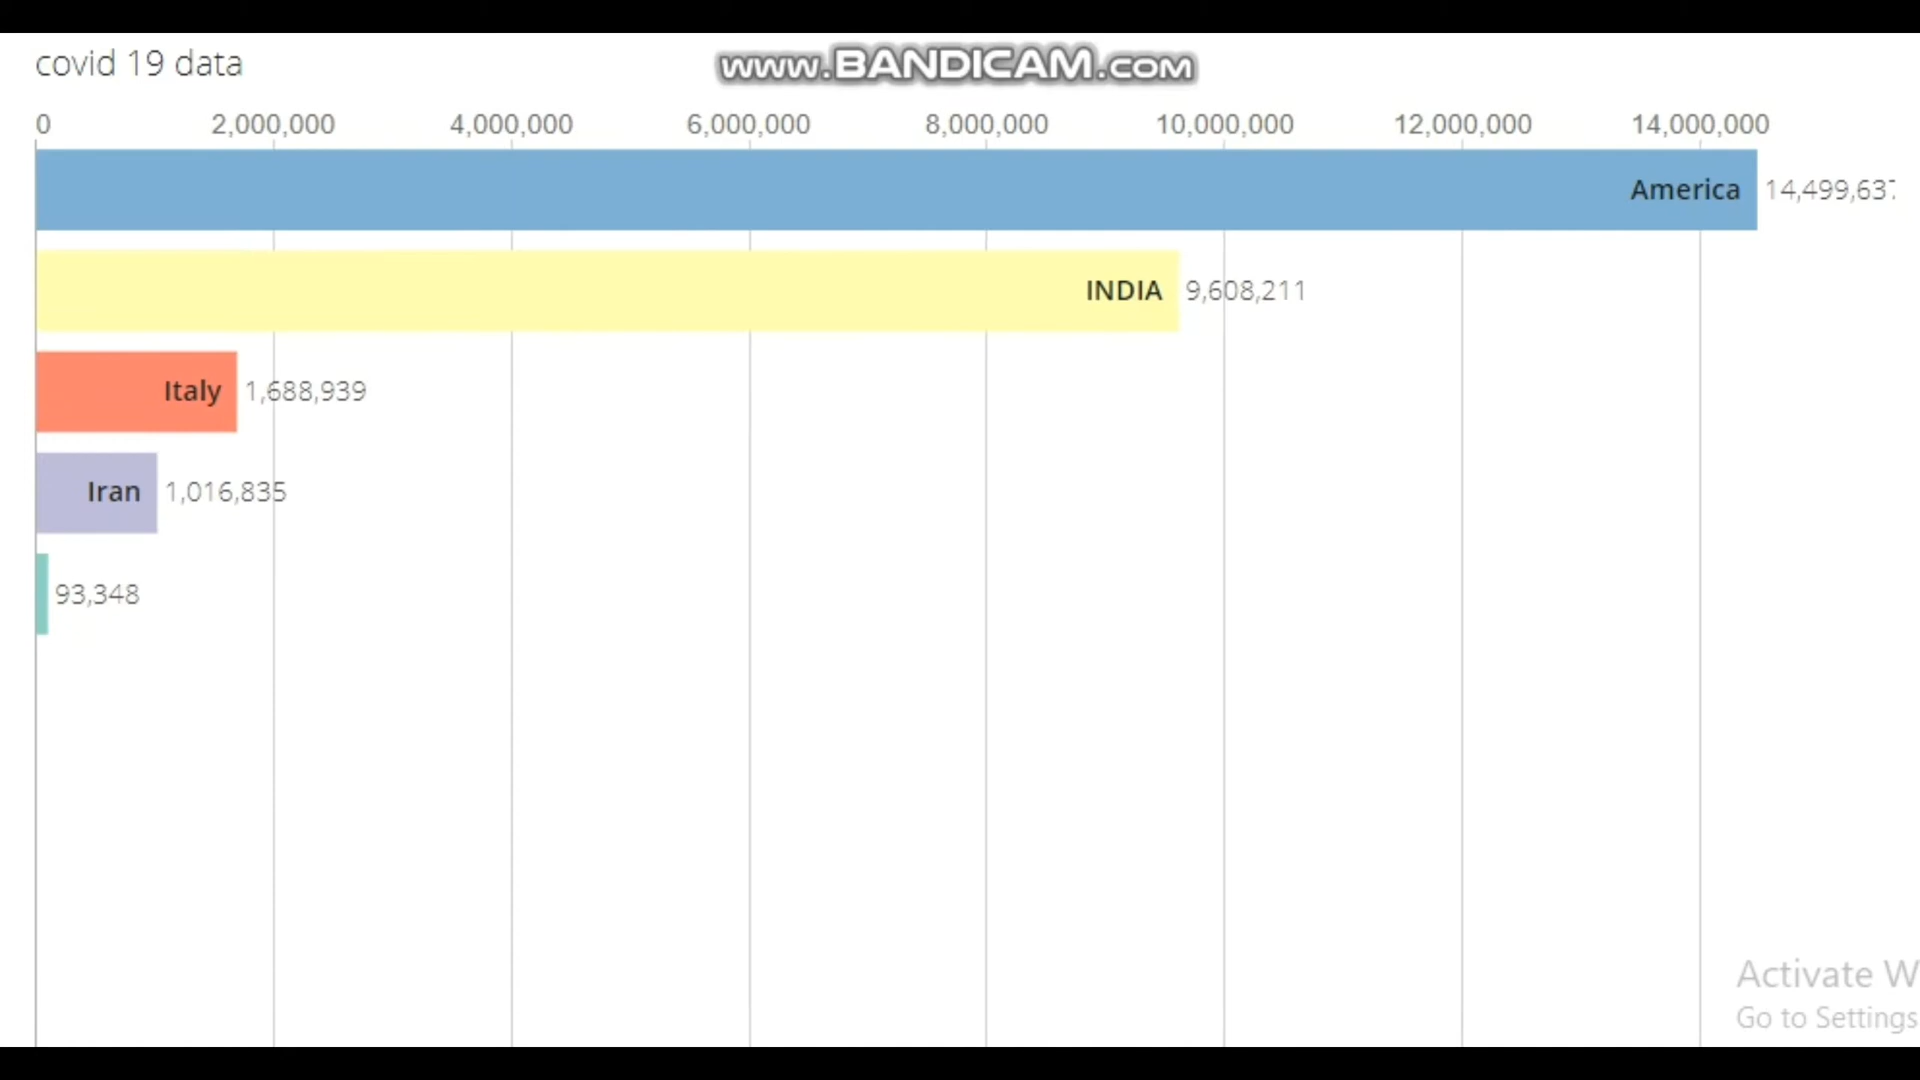 covid 19 data
www.BANDICAM.com
0 2,000,000 4,000,000 6,000,000 8,000,000 10,000,000 12,000,000 14,000,000
America 14,499,637
INDIA 9,608,211
Italy 1,688,939
Iran 1,016,835
93,348
Activate W
Go to Settings